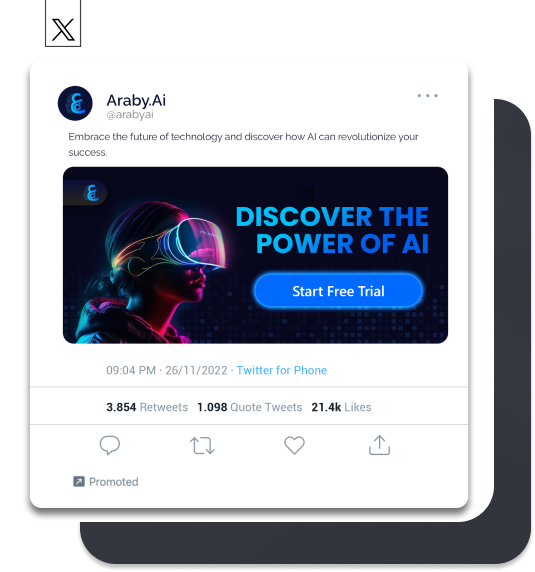 X
Araby.Ai
@arabyai
Embrace the future of technology and discover how AI can revolutionize your
success.
DISCOVER THE
POWER OF AI
Start Free Trial
09:04 PM · 26/11/2022 · Twitter for Phone
3.854 Retweets 1.098 Quote Tweets 21.4k Likes
Promoted